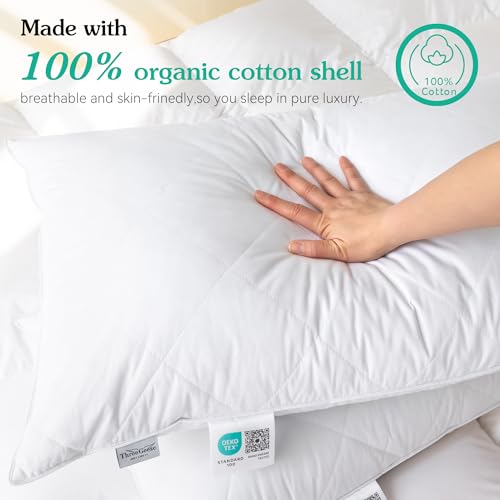 Made with
100% organic cotton shell
breathable and skin-frinedly,so you sleep in pure luxury.
100%
Cotton
ThreeGeese
OEKO
TEX®
STANDARD
100